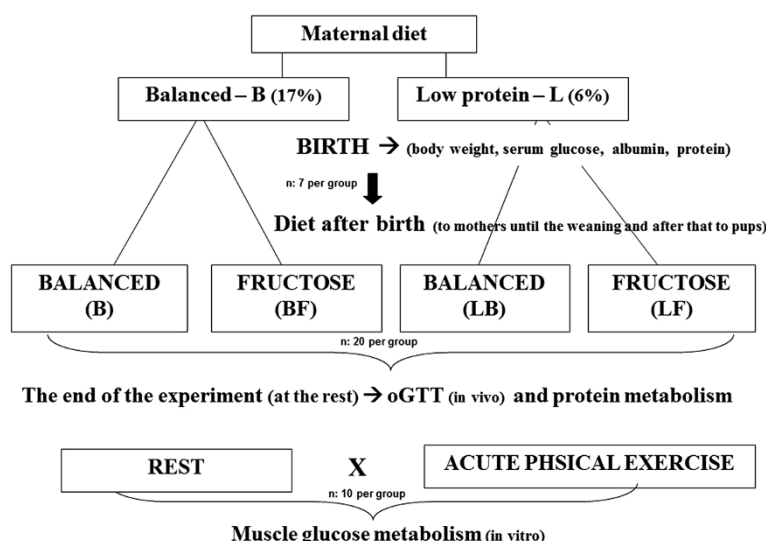 Maternal diet
Balanced – B (17%)
Low protein – L (6%)
BIRTH → (body weight, serum glucose, albumin, protein)
n: 7 per group
Diet after birth (to mothers until the weaning and after that to pups)
BALANCED
(B)
FRUCTOSE
(BF)
BALANCED
(LB)
FRUCTOSE
(LF)
n: 20 per group
The end of the experiment (at the rest) → oGTT (in vivo) and protein metabolism
REST
X
ACUTE PHSICAL EXERCISE
n: 10 per group
Muscle glucose metabolism (in vitro)